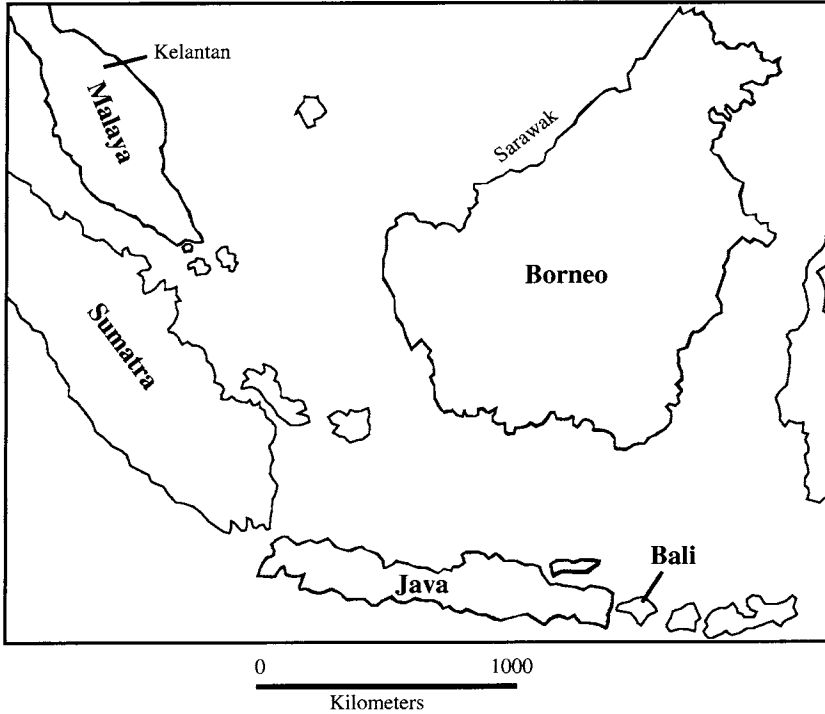 Kelantan
Malaya
Sarawak
Borneo
Sumatra
Bali
Java
0 1000
Kilometers